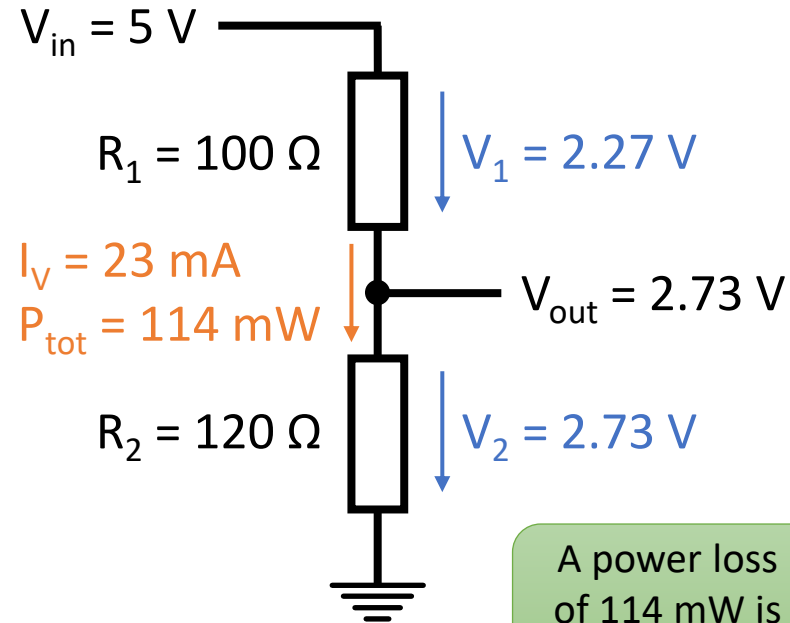 V_in = 5 V
R_1 = 100 Ω
V_1 = 2.27 V
I_V = 23 mA
P_tot = 114 mW
V_out = 2.73 V
R_2 = 120 Ω
V_2 = 2.73 V
A power loss
of 114 mW is